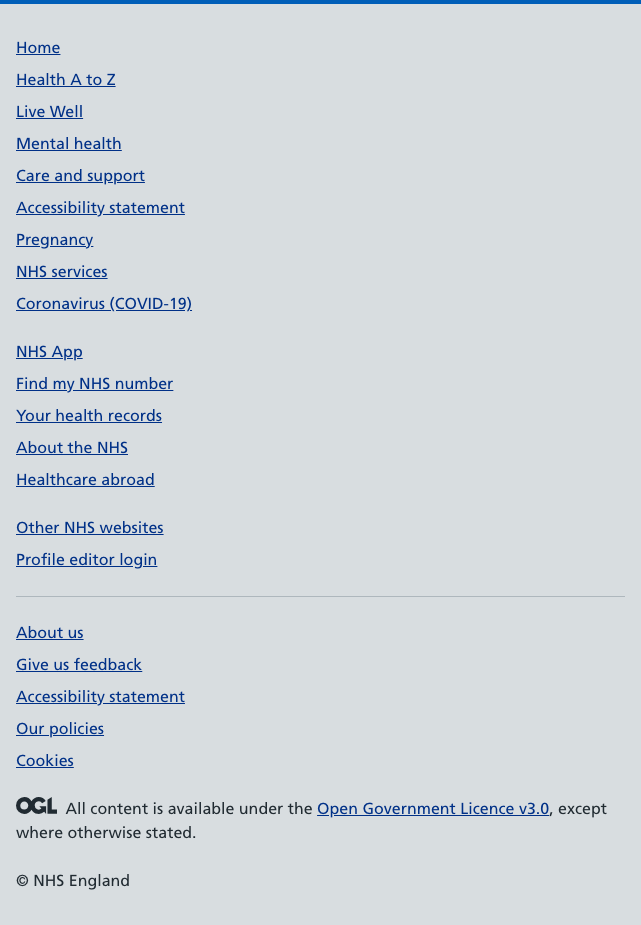 Home
Health A to Z
Live Well
Mental health
Care and support
Accessibility statement
Pregnancy
NHS services
Coronavirus (COVID-19)
NHS App
Find my NHS number
Your health records
About the NHS
Healthcare abroad
Other NHS websites
Profile editor login
About us
Give us feedback
Accessibility statement
Our policies
Cookies
OGL All content is available under the Open Government Licence v3.0, except
where otherwise stated.
© NHS England